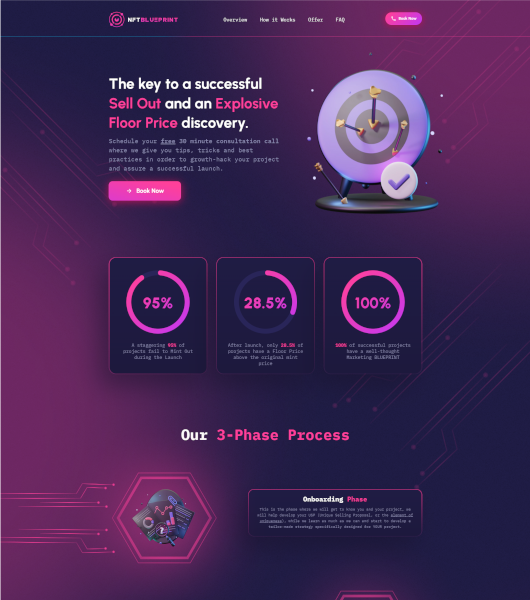 NFTBLUEPRINT
Overview
How it Works
Offer
FAQ
Book Now
The key to a successful
Sell Out and an Explosive
Floor Price discovery.
Schedule your free 30 minute consultation call
where we give you tips, tricks and best
practices in order to growth-hack your project
and assure a successful launch.
Book Now
95%
A staggering 95% of
projects fail to Mint Out
during the Launch
28.5%
After launch, only 28.5% of
projects have a Floor Price
above the original mint
price
100%
100% of successful projects
have a well-thought
Marketing BLUEPRINT
Our 3-Phase Process
Onboarding Phase
This is the phase where we will get to know you and your project, we
will help develop your USP (Unique Selling Proposal, or the element of
uniqueness), while we learn as much as we can and start to develop a
tailor-made strategy specifically designed for YOUR project.